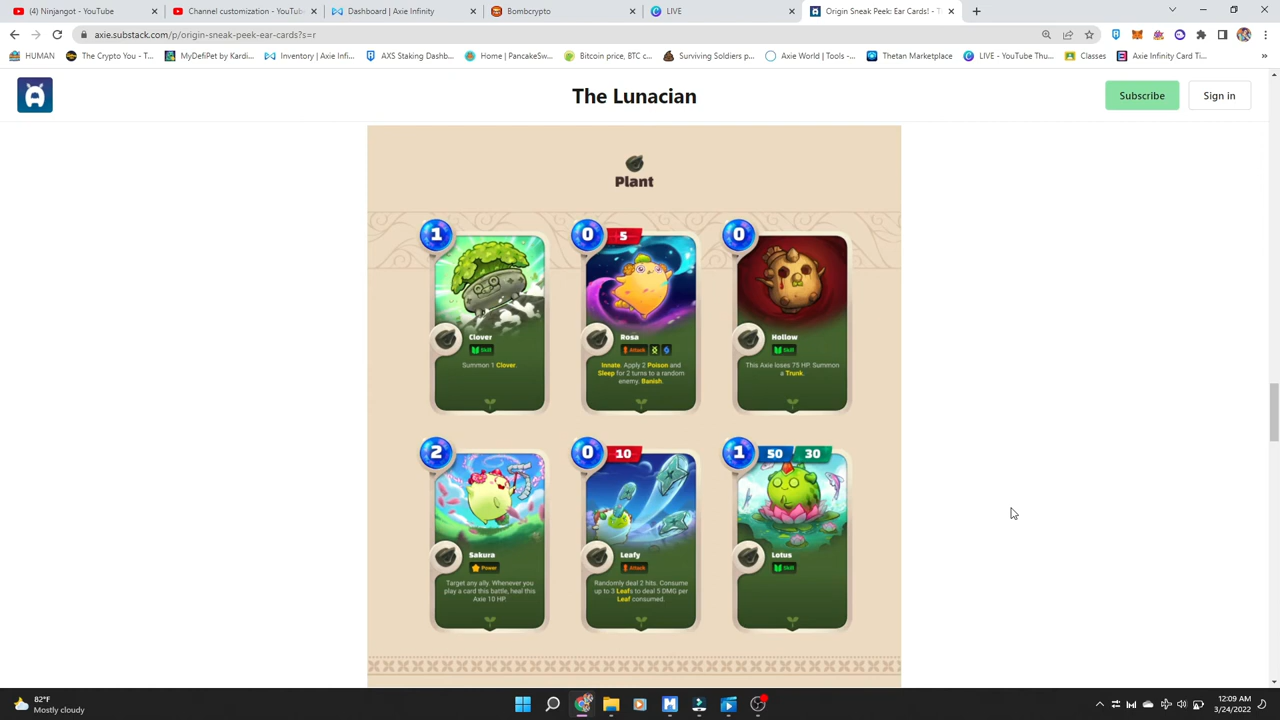 (4) Ninjangot - YouTube
Channel customization - YouTub
Dashboard | Axie Infinity
Bombcrypto
LIVE
Origin Sneak Peek: Ear Cards! - T
axie.substack.com/p/origin-sneak-peek-ear-cards?s=r
HUMAN
The Crypto You - T...
MyDefiPet by Kardi...
Inventory | Axie Infi...
AXS Staking Dashb...
Home | PancakeSw...
Bitcoin price, BTC c...
Surviving Soldiers p...
Axie World | Tools -...
Thetan Marketplace
LIVE - YouTube Thu...
Classes
Axie Infinity Card Ti...
»
The Lunacian
Subscribe
Sign in
Plant
1
Clover
Skill
Summon 1 Clover.
0
5
Rosa
Attack
Innate. Apply 2 Poison and
Sleep for 2 turns to a random
enemy. Banish.
0
Hollow
Skill
This Axie loses 75 HP. Summon
a Trunk.
2
Sakura
Power
Target any ally. Whenever you
play a card this battle, heal this
Axie 10 HP.
0
10
Leafy
Attack
Randomly deal 2 hits. Consume
up to 3 Leafs to deal 5 DMG per
Leaf consumed.
1
50
30
Lotus
Skill
82°F
Mostly cloudy
12:09 AM
3/24/2022